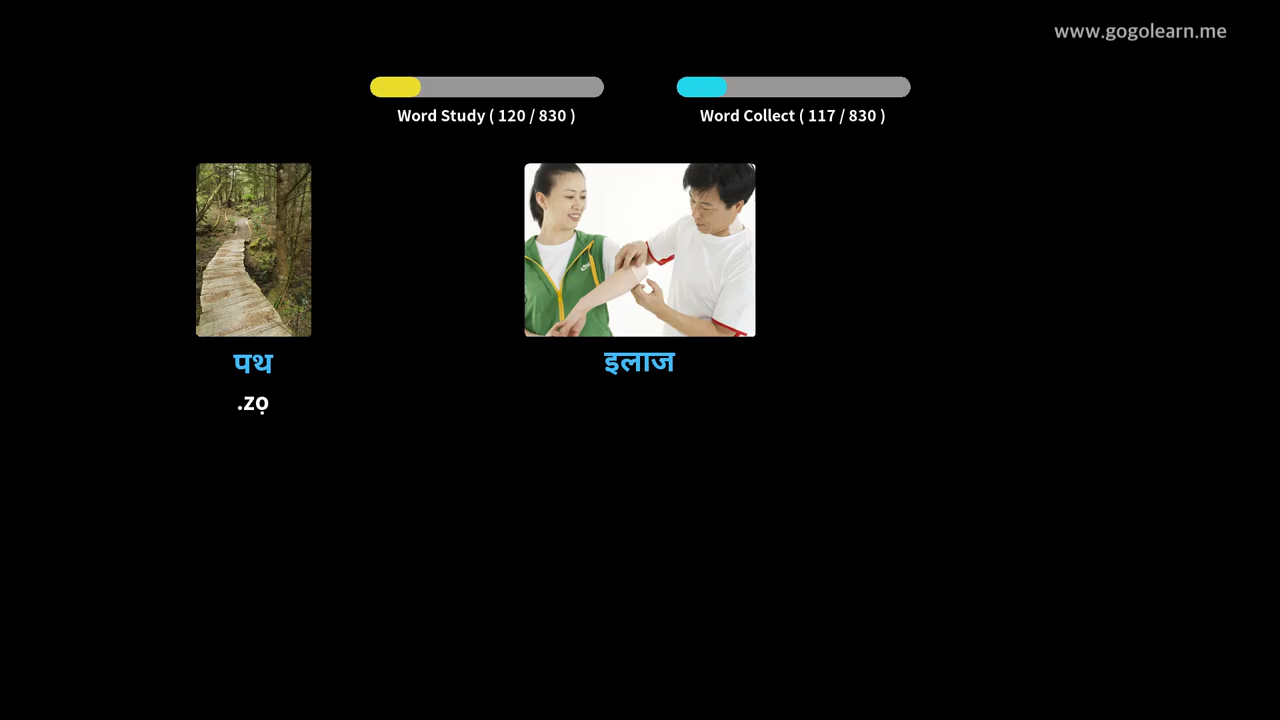 www.gogolearn.me
Word Study ( 120 / 830 )
Word Collect ( 117 / 830 )
पथ
इलाज
.zọ